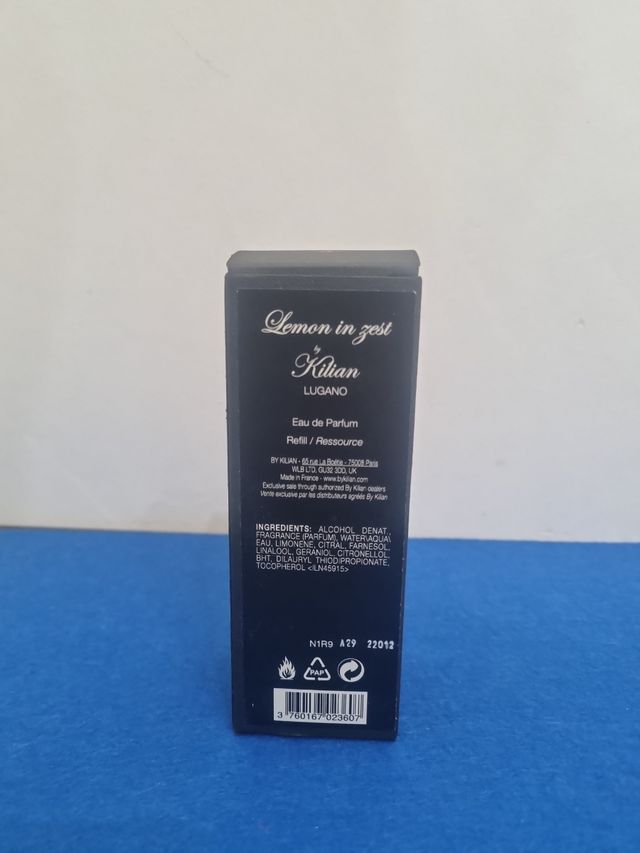 Lemon in zest
by
Kilian
LUGANO
Eau de Parfum
Refill / Ressource
BY KILIAN - 65 rue La Boétie - 75008 Paris
WLB LTD, GU32 3DD, UK
Made in France - www.bykilian.com
Exclusive sale through authorized By Kilian dealers
Vente exclusive par les distributeurs agréés By Kilian
INGREDIENTS: ALCOHOL DENAT.,
FRAGRANCE (PARFUM), WATER\AQUA\
EAU, LIMONENE, CITRAL, FARNESOL,
LINALOOL, GERANIOL, CITRONELLOL,
BHT, DILAURYL THIODIPROPIONATE,
TOCOPHEROL <ILN45915>
N1R9 A29 22012
PAP
3 760167 023607